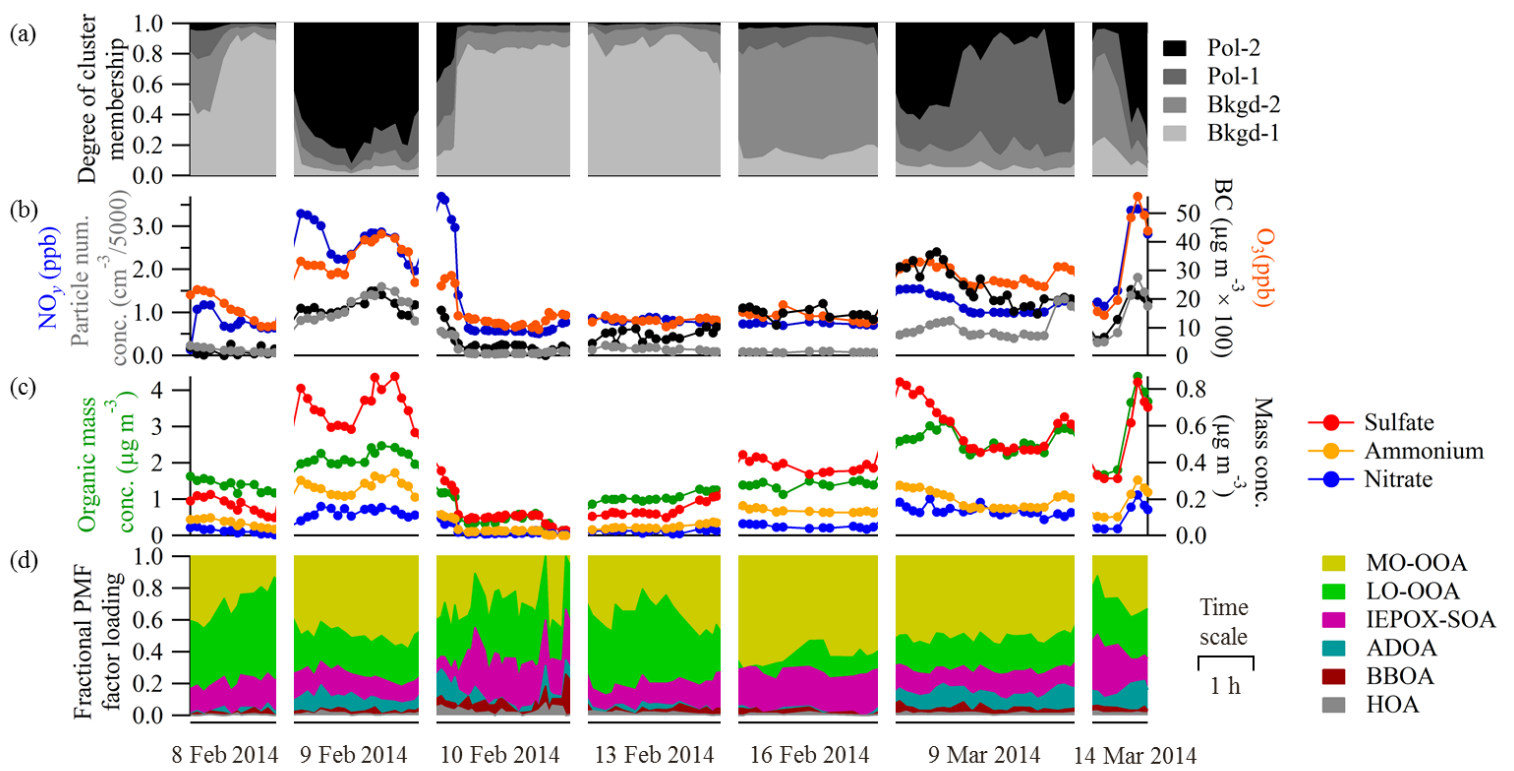 (a)
Degree of cluster
membership
1.0
0.8
0.6
0.4
0.2
0.0
Pol-2
Pol-1
Bkgd-2
Bkgd-1
(b)
NOy (ppb)
Particle num.
conc. (cm-3/5000)
3.0
2.0
1.0
0.0
50
40
30
20
10
0
BC (μg m-3 × 100)
O3(ppb)
(c)
Organic mass
conc. (μg m-3)
4
3
2
1
0
0.8
0.6
0.4
0.2
0.0
Mass conc.
(μg m-3)
Sulfate
Ammonium
Nitrate
(d)
Fractional PMF
factor loading
1.0
0.8
0.6
0.4
0.2
0.0
MO-OOA
LO-OOA
IEPOX-SOA
ADOA
BBOA
HOA
Time
scale
1 h
8 Feb 2014 9 Feb 2014 10 Feb 2014 13 Feb 2014 16 Feb 2014 9 Mar 2014 14 Mar 2014